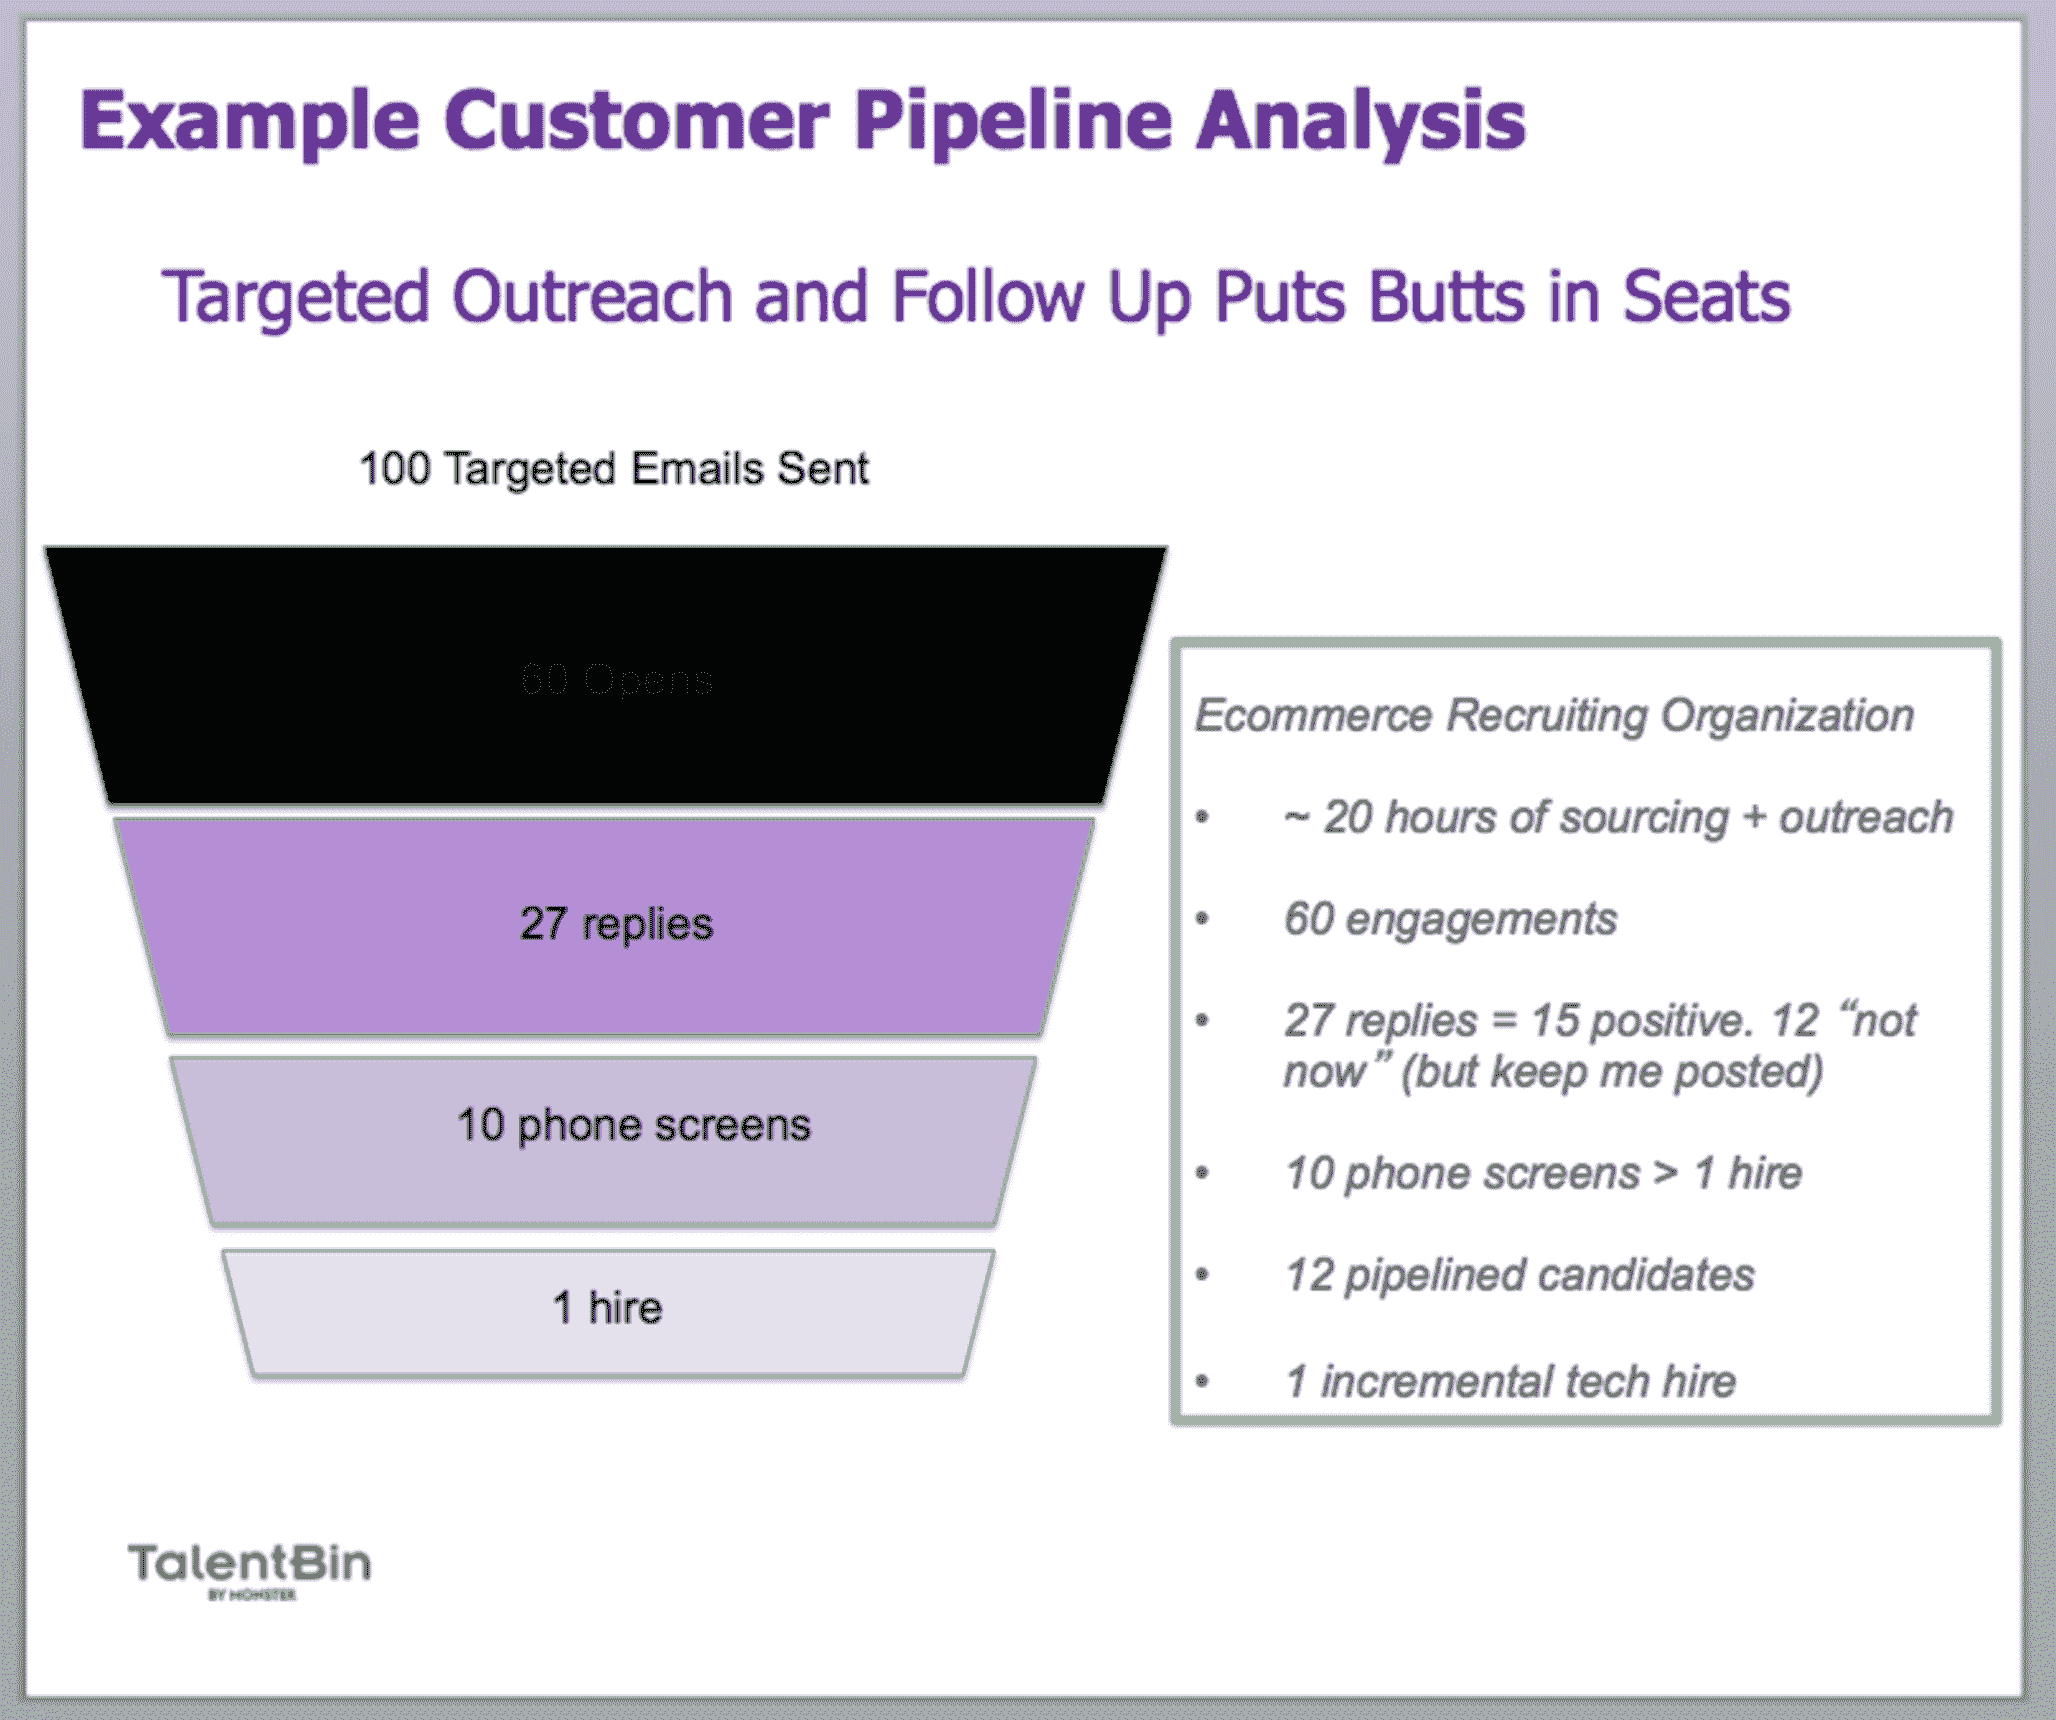 Example Customer Pipeline Analysis
Targeted Outreach and Follow Up Puts Butts in Seats
100 Targeted Emails Sent
60 Opens
27 replies
10 phone screens
1 hire
Ecommerce Recruiting Organization
• ~ 20 hours of sourcing + outreach
• 60 engagements
• 27 replies = 15 positive. 12 “not
now” (but keep me posted)
• 10 phone screens > 1 hire
• 12 pipelined candidates
• 1 incremental tech hire
TalentBin
BY MONSTER